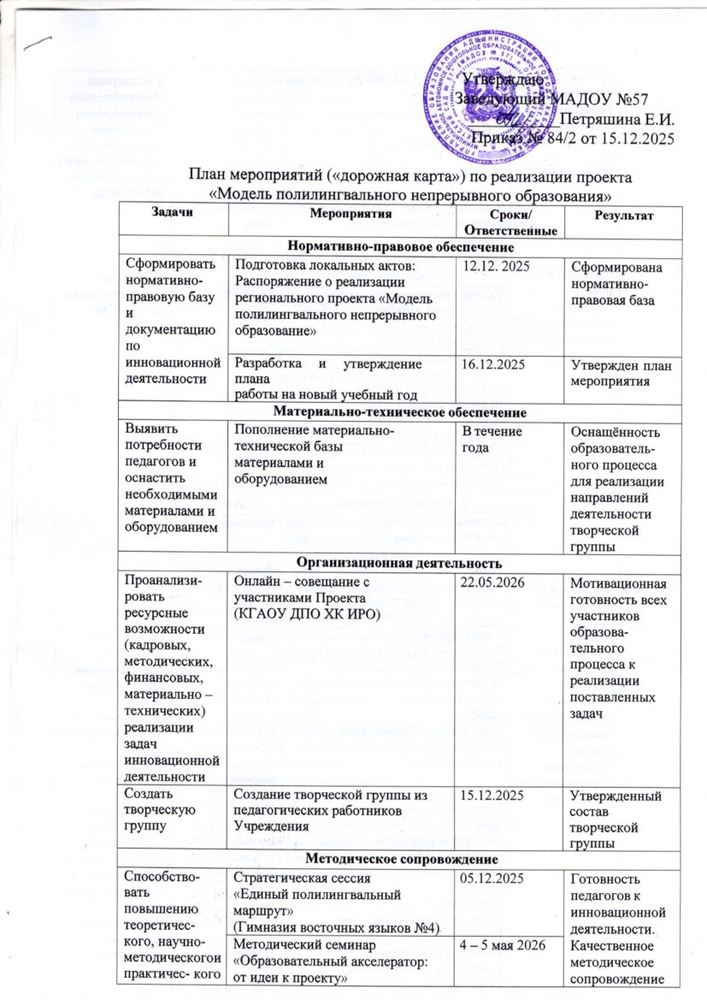 Утверждаю
Заведующий МАДОУ №57
Петряшина Е.И.
Приказ № 84/2 от 15.12.2025
План мероприятий («дорожная карта») по реализации проекта
«Модель полилингвального непрерывного образования»
Задачи Мероприятия Сроки/ Результат
Ответственные
Нормативно-правовое обеспечение
Сформировать
нормативно-
правовую базу
и
документацию
по
инновационной
деятельности
Подготовка локальных актов:
Распоряжение о реализации
регионального проекта «Модель
полилингвального непрерывного
образование»
12.12. 2025
Сформирована
нормативно-
правовая база
Разработка и утверждение
плана
работы на новый учебный год
16.12.2025
Утвержден план
мероприятия
Материально-техническое обеспечение
Выявить
потребности
педагогов и
оснастить
необходимыми
материалами и
оборудованием
Пополнение материально-
технической базы
материалами и
оборудованием
В течение
года
Оснащённость
образователь-
ного процесса
для реализации
направлений
деятельности
творческой
группы
Организационная деятельность
Проанализи-
ровать
ресурсные
возможности
(кадровых,
методических,
финансовых,
материально –
технических)
реализации
задач
инновационной
деятельности
Онлайн – совещание с
участниками Проекта
(КГАОУ ДПО ХК ИРО)
22.05.2026
Мотивационная
готовность всех
участников
образова-
тельного
процесса к
реализации
поставленных
задач
Создать
творческую
группу
Создание творческой группы из
педагогических работников
Учреждения
15.12.2025
Утвержденный
состав
творческой
группы
Методическое сопровождение
Способство-
вать
повышению
теоретичес-
кого, научно-
методическогои
практичес- кого
Стратегическая сессия
«Единый полилингвальный
маршрут»
(Гимназия восточных языков №4)
05.12.2025
Готовность
педагогов к
инновационной
деятельности.
Качественное
методическое
сопровождение
Методический семинар
«Образовательный акселератор:
от идеи к проекту»
4 – 5 мая 2026